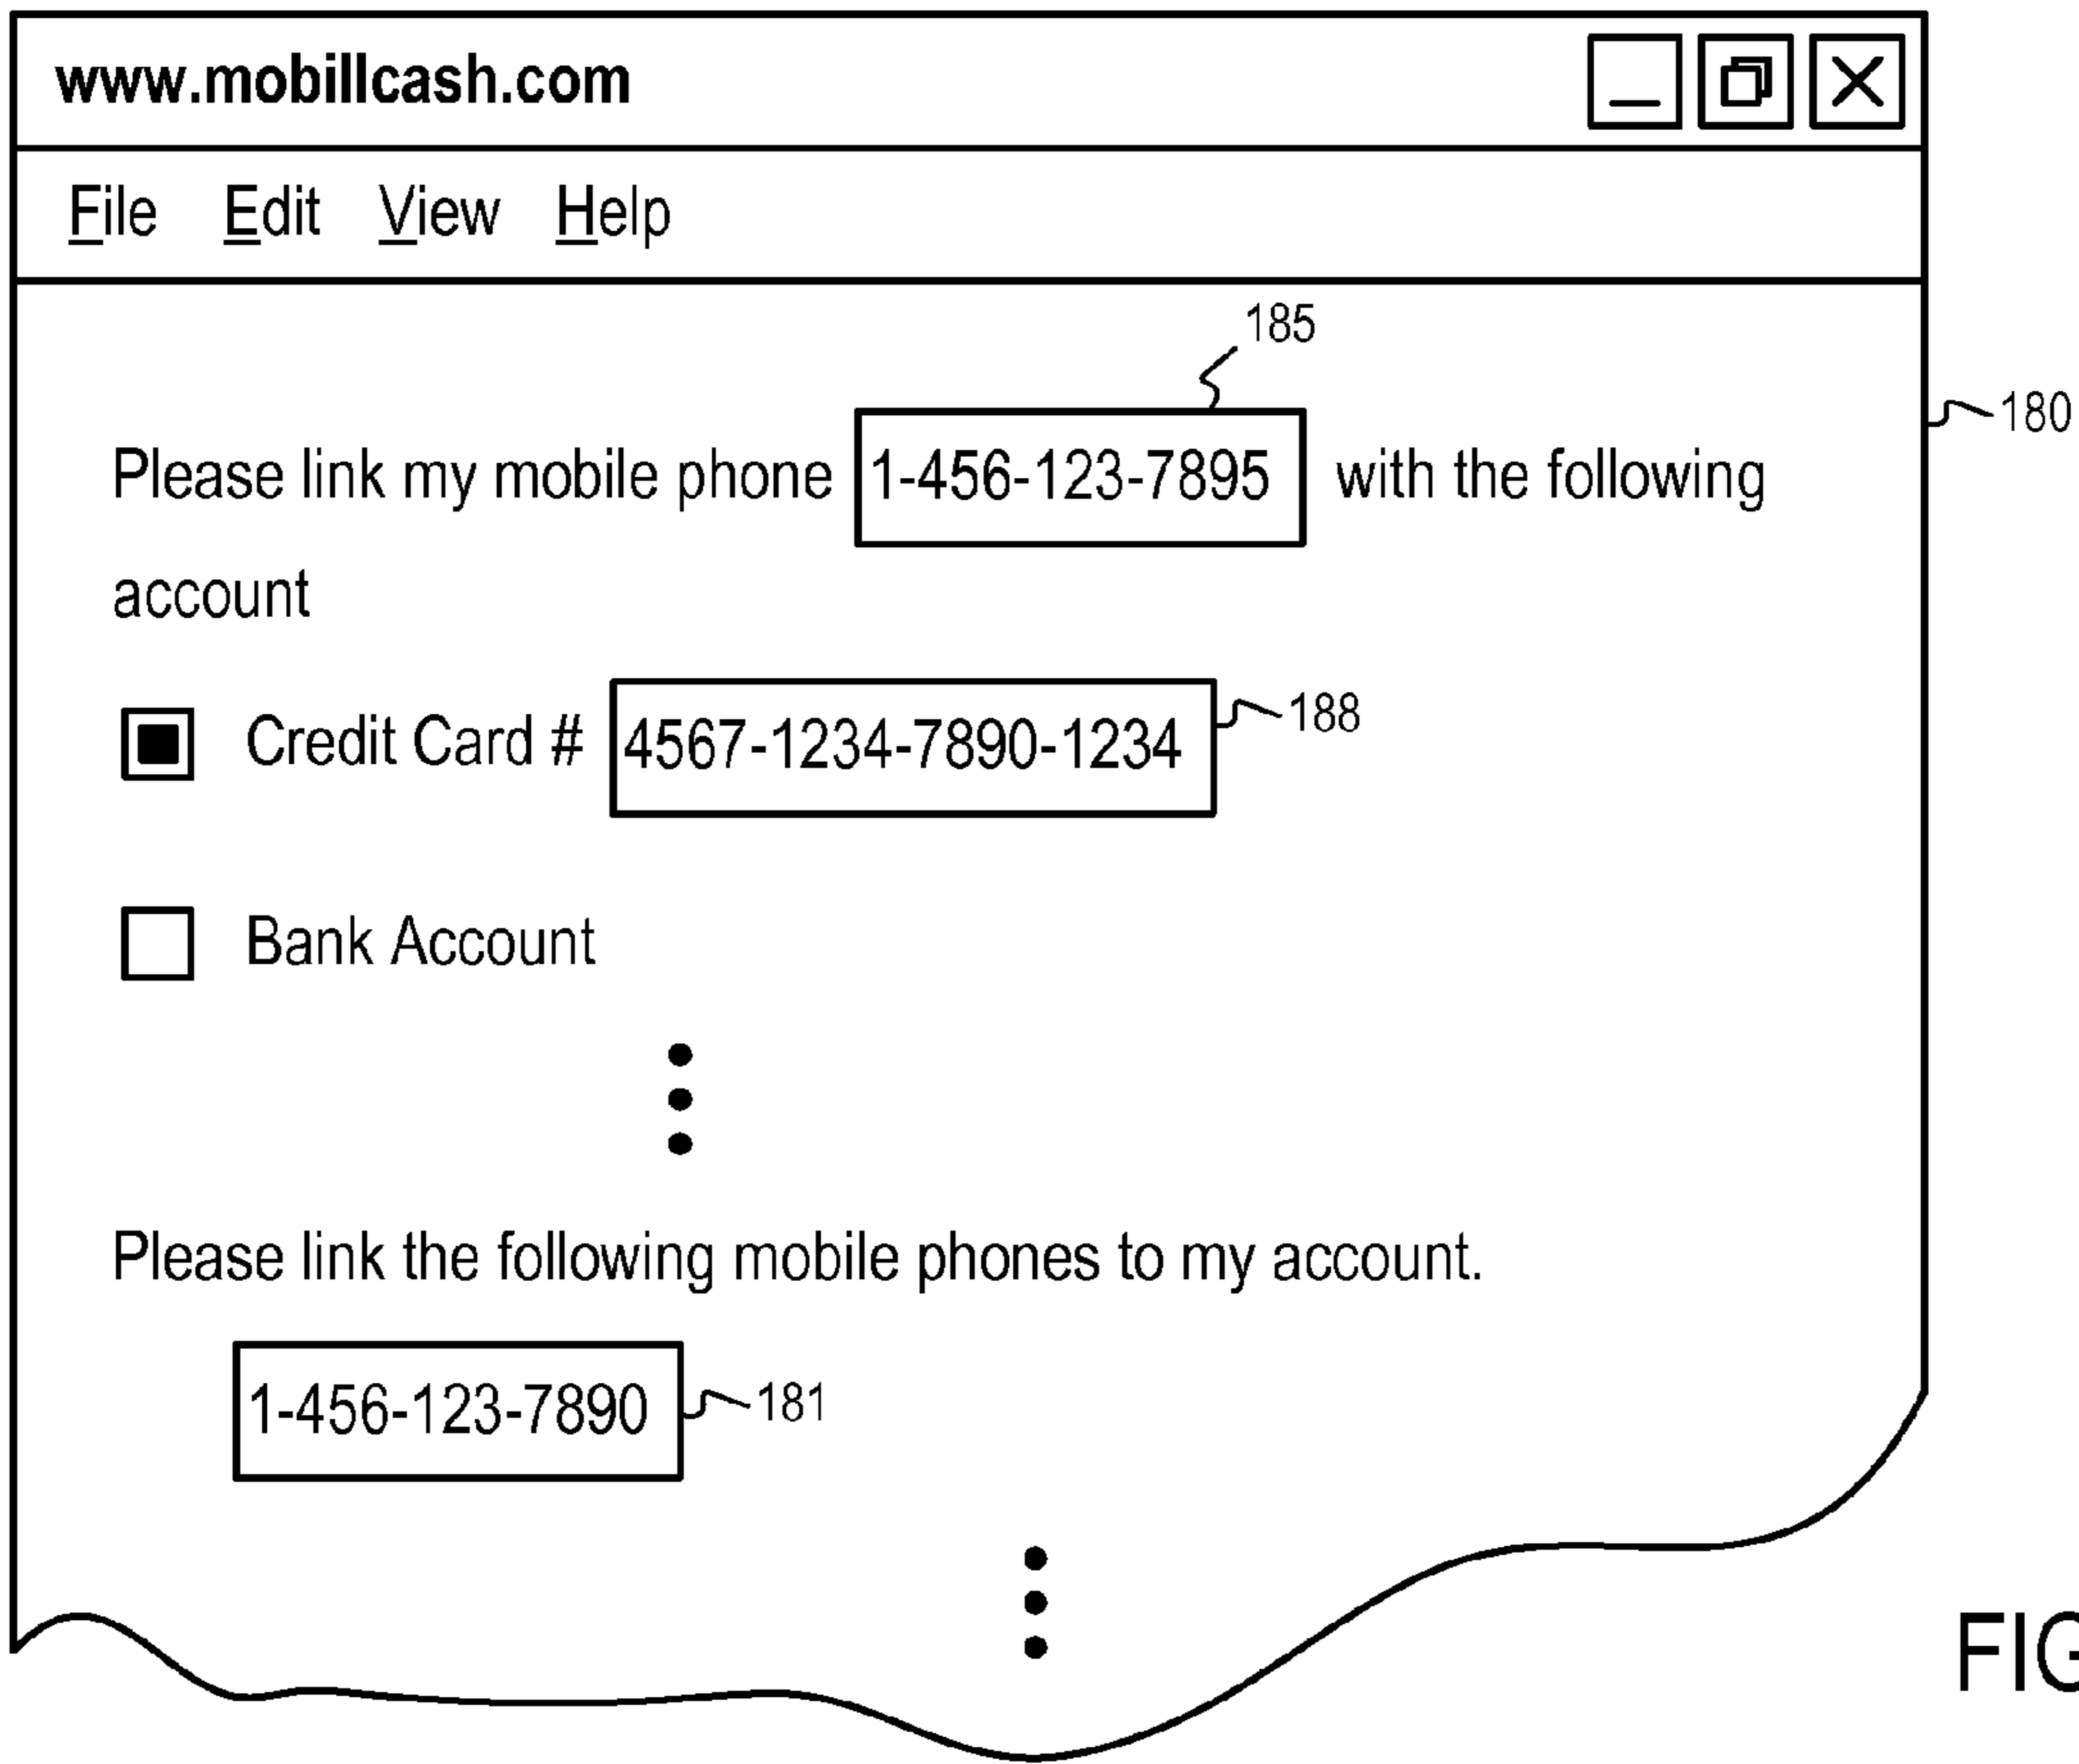 www.mobillcash.com
File Edit View Help
185
180
Please link my mobile phone 1-456-123-7895 with the following
account
Credit Card # 4567-1234-7890-1234 188
Bank Account
Please link the following mobile phones to my account.
1-456-123-7890 181
FIG